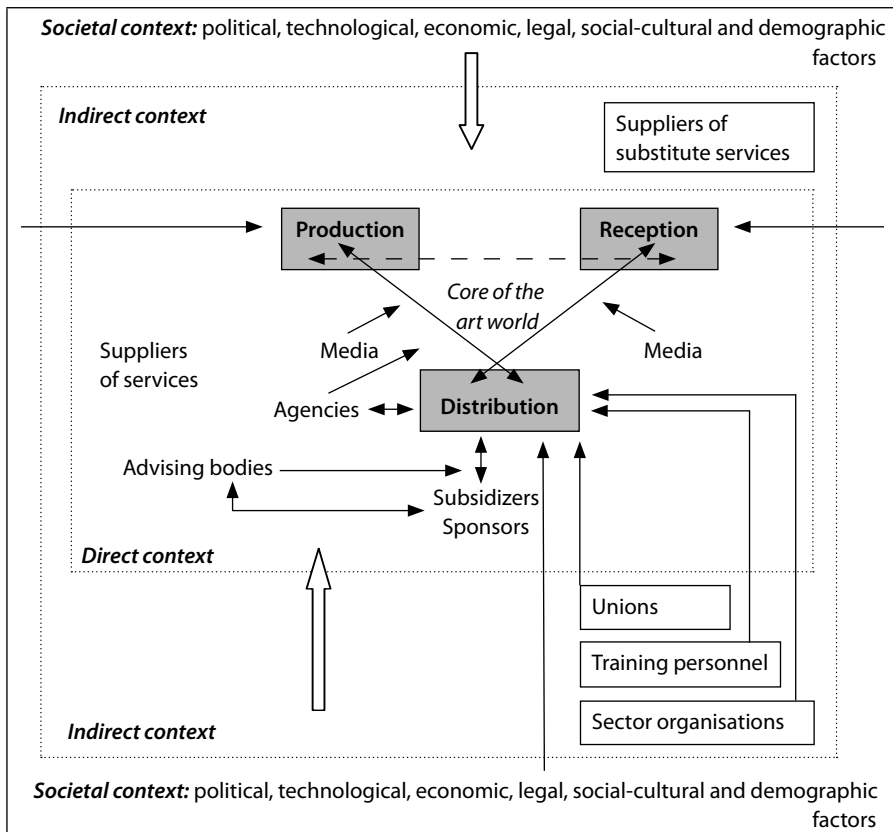 Societal context: political, technological, economic, legal, social-cultural and demographic
factors
Indirect context
Suppliers of
substitute services
Production
Reception
Core of the
art world
Media
Media
Suppliers
of services
Agencies
Distribution
Advising bodies
Subsidizers
Sponsors
Direct context
Unions
Training personnel
Sector organisations
Indirect context
Societal context: political, technological, economic, legal, social-cultural and demographic
factors